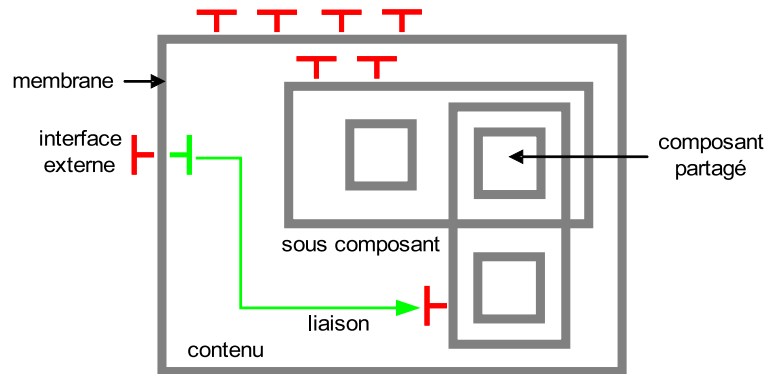 membrane
interface
externe
composant
partagé
sous composant
liaison
contenu